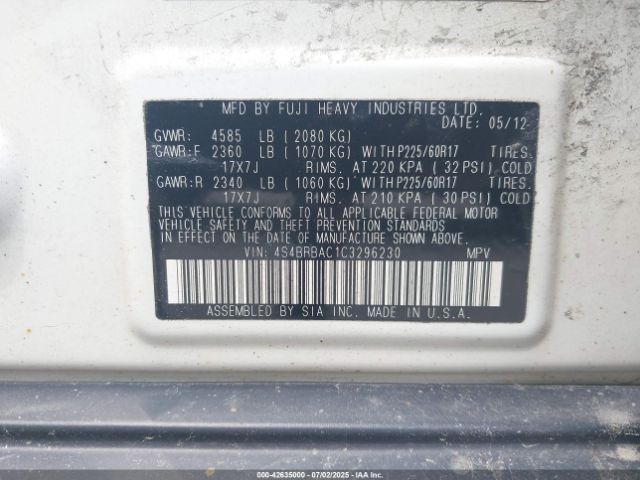 MFD BY FUJI HEAVY INDUSTRIES LTD.
DATE: 05/12
GVWR: 4585 LB ( 2080 KG)
GAWR:F 2360 LB ( 1070 KG) WITH P225/60R17 TIRES.
17X7J RIMS. AT 220 KPA ( 32 PSI) COLD
GAWR:R 2340 LB ( 1060 KG) WITH P225/60R17 TIRES.
17X7J RIMS. AT 210 KPA ( 30 PSI) COLD
THIS VEHICLE CONFORMS TO ALL APPLICABLE FEDERAL MOTOR
VEHICLE SAFETY AND THEFT PREVENTION STANDARDS IN
EFFECT ON THE DATE OF MANUFACTURE SHOWN ABOVE.
VIN: 4S4BRBAC1C3296230 MPV
ASSEMBLED BY SIA INC. MADE IN U.S.A.
000-42635000 - 07/02/2025 - IAAI.COM